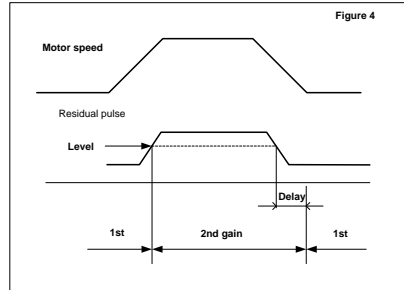 Figure 4
Motor speed
Residual pulse
Level
Delay
1st 2nd gain 1st